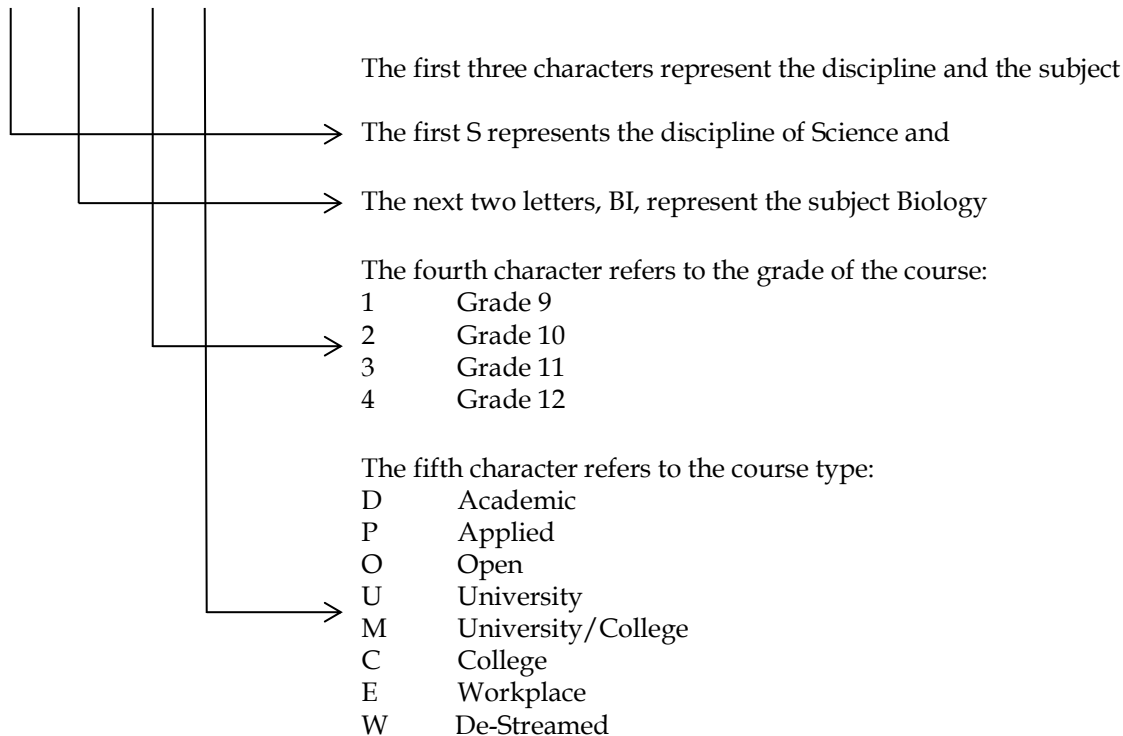 The first three characters represent the discipline and the subject
The first S represents the discipline of Science and
The next two letters, BI, represent the subject Biology
The fourth character refers to the grade of the course:
1 Grade 9
2 Grade 10
3 Grade 11
4 Grade 12
The fifth character refers to the course type:
D Academic
P Applied
O Open
U University
M University/College
C College
E Workplace
W De-Streamed